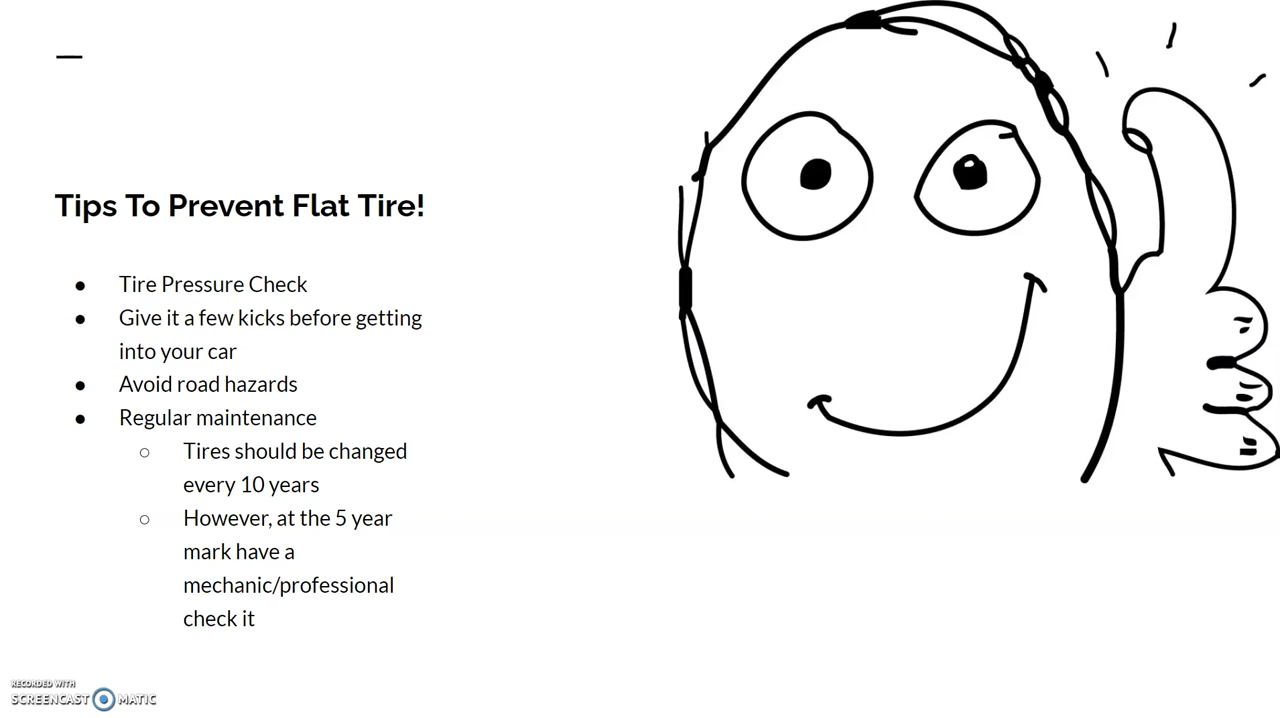 Tips To Prevent Flat Tire!
● Tire Pressure Check
● Give it a few kicks before getting
into your car
● Avoid road hazards
● Regular maintenance
○ Tires should be changed
every 10 years
○ However, at the 5 year
mark have a
mechanic/professional
check it
RECORDED WITH
SCREENCAST MATIC